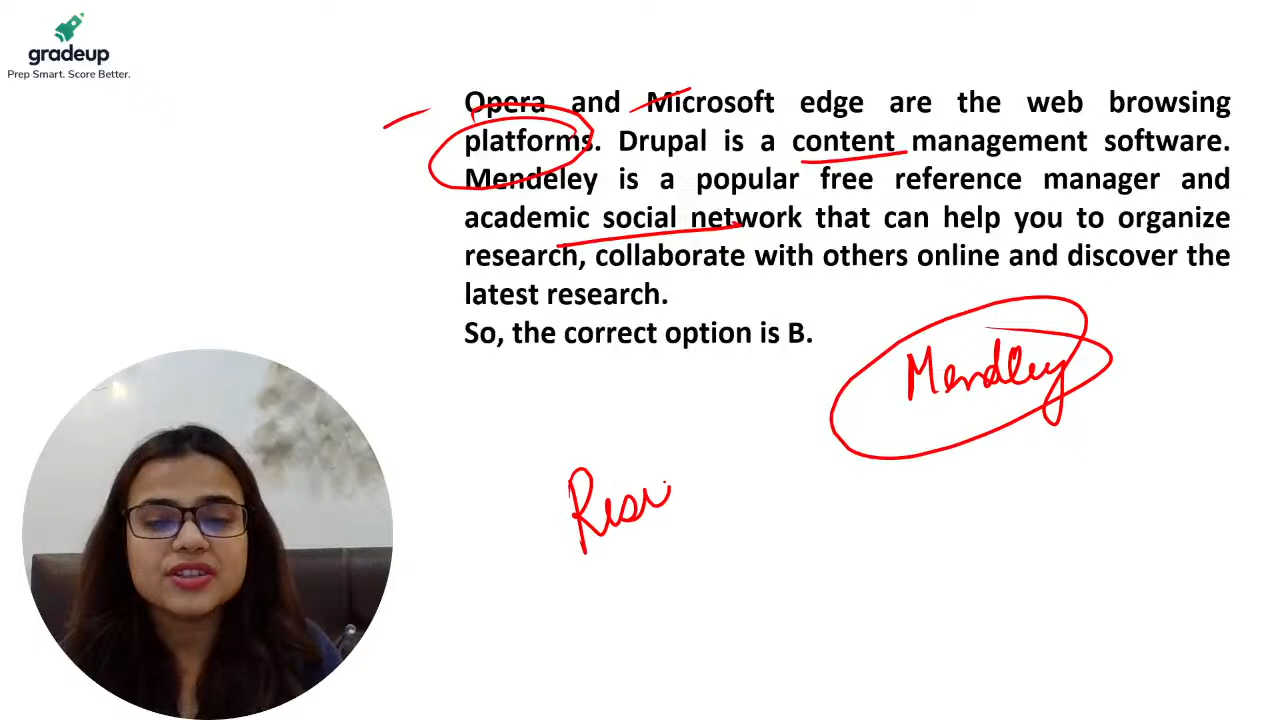 gradeup
Prep Smart. Score Better.
Opera and Microsoft edge are the web browsing
platforms. Drupal is a content management software.
Mendeley is a popular free reference manager and
academic social network that can help you to organize
research, collaborate with others online and discover the
latest research.
So, the correct option is B.
Mendley